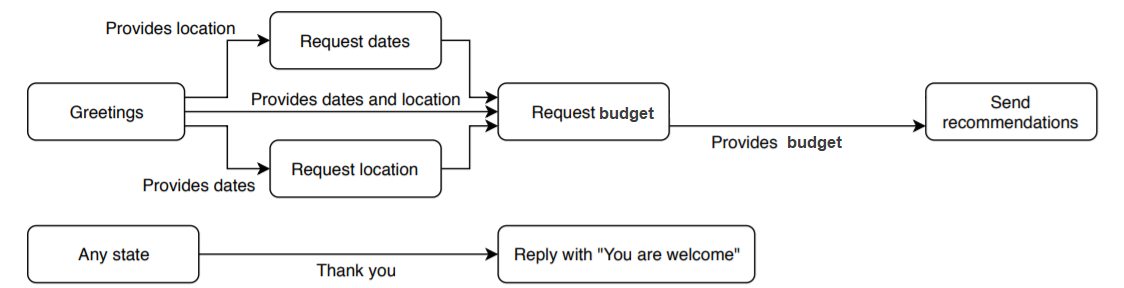 Provides location
Request dates
Greetings
Provides dates and location
Request budget
Send
recommendations
Provides budget
Request location
Provides dates
Any state
Thank you
Reply with "You are welcome"